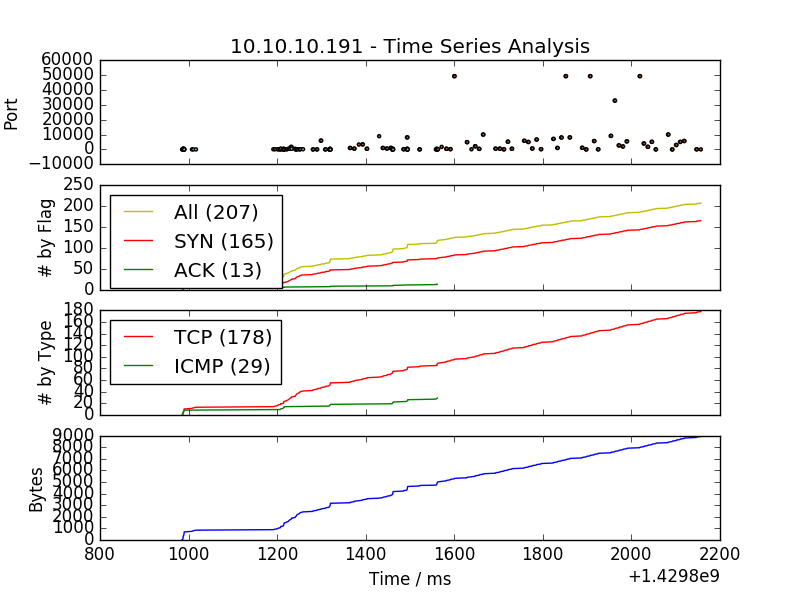 10.10.10.191 - Time Series Analysis
Port
60000
50000
40000
30000
20000
10000
0
−10000
# by Flag
250
200
150
100
50
0
All (207)
SYN (165)
ACK (13)
# by Type
180
160
140
120
100
80
60
40
20
0
TCP (178)
ICMP (29)
Bytes
9000
8000
7000
6000
5000
4000
3000
2000
1000
0
800 1000 1200 1400 1600 1800 2000 2200
Time / ms
+1.4298e9